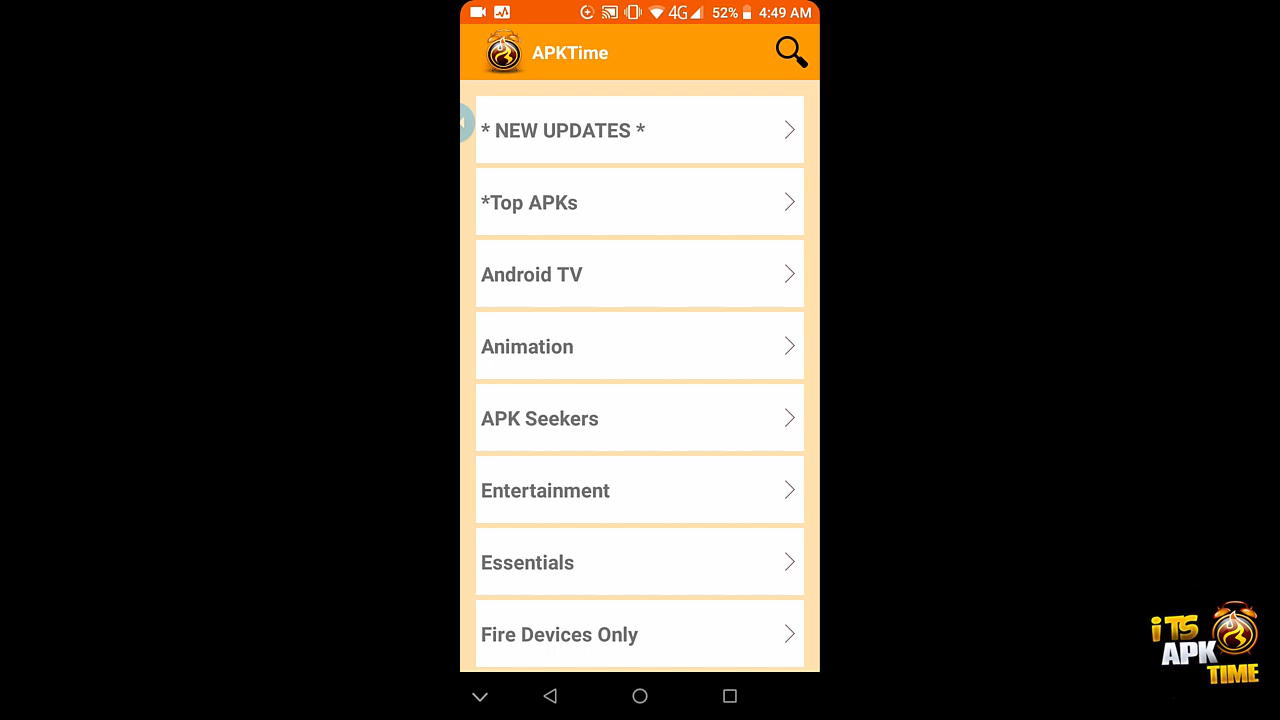 4G 52% 4:49 AM
APKTime
* NEW UPDATES *
*Top APKs
Android TV
Animation
APK Seekers
Entertainment
Essentials
Fire Devices Only
iTS
APK
TIME